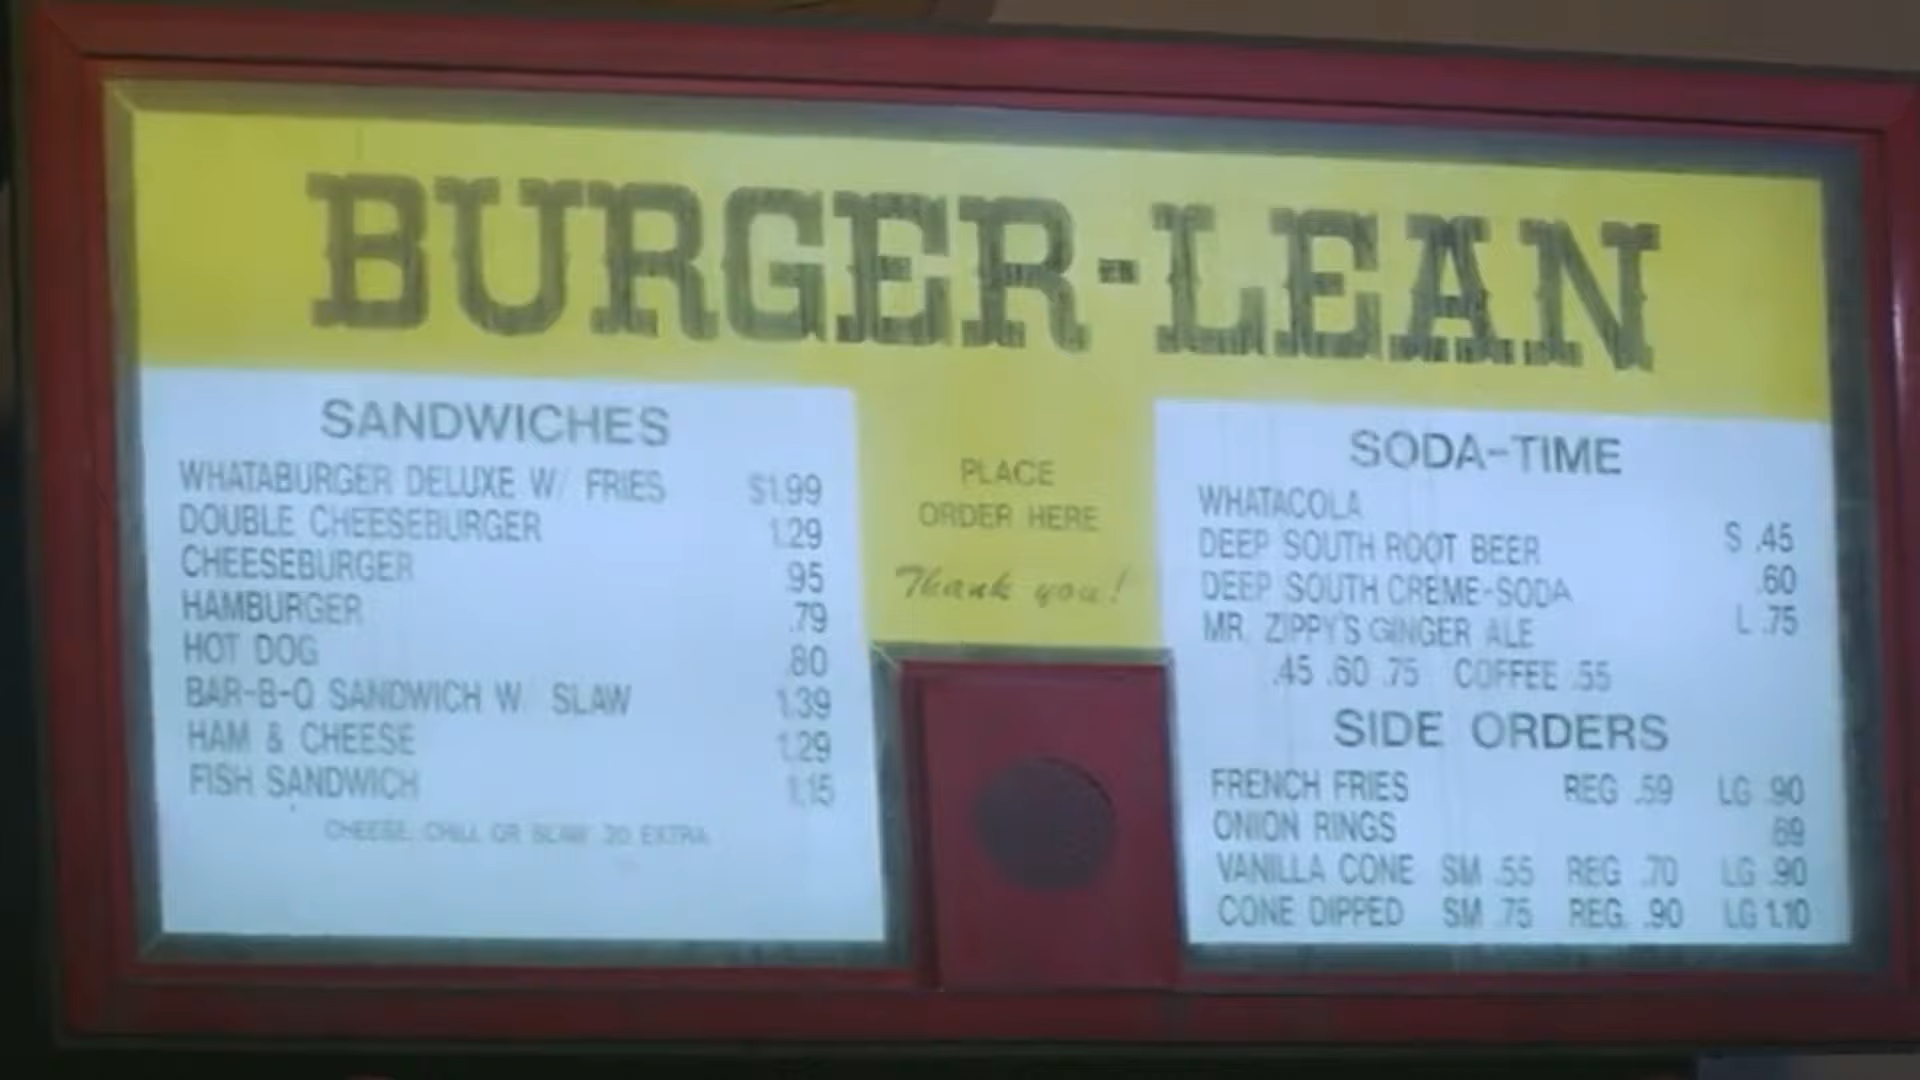 BURGER-LEAN
SANDWICHES
WHATABURGER DELUXE W/ FRIES $1.99
DOUBLE CHEESEBURGER 1.29
CHEESEBURGER .95
HAMBURGER .79
HOT DOG .80
BAR-B-Q SANDWICH W/ SLAW 1.39
HAM & CHEESE 1.29
FISH SANDWICH 1.15
CHEESE, CHILI OR SLAW .20 EXTRA
PLACE
ORDER HERE
Thank you!
SODA-TIME
WHATACOLA
DEEP SOUTH ROOT BEER S .45
DEEP SOUTH CREME-SODA .60
MR. ZIPPY'S GINGER ALE L .75
.45 .60 .75 COFFEE .55
SIDE ORDERS
FRENCH FRIES REG .59 LG .90
ONION RINGS .69
VANILLA CONE SM .55 REG .70 LG .90
CONE DIPPED SM .75 REG. .90 LG 1.10